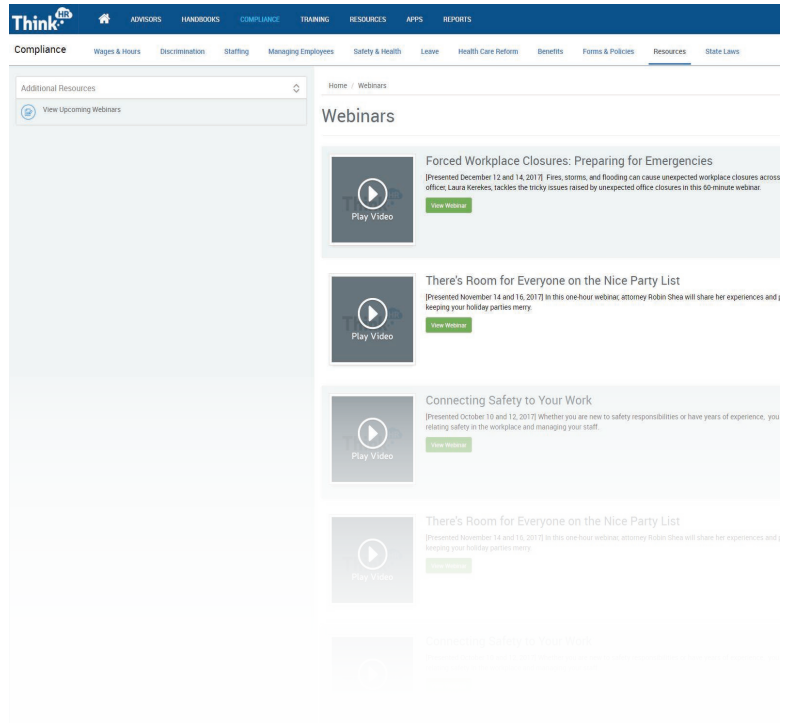 Think HR
ADVISORS HANDBOOKS COMPLIANCE TRAINING RESOURCES APPS REPORTS
Compliance Wages & Hours Discrimination Staffing Managing Employees Safety & Health Leave Health Care Reform Benefits Forms & Policies Resources State Laws
Additional Resources
View Upcoming Webinars
Home / Webinars
Webinars
Forced Workplace Closures: Preparing for Emergencies
[Presented December 12 and 14, 2017] Fires, storms, and flooding can cause unexpected workplace closures across
officer, Laura Kerekes, tackles the tricky issues raised by unexpected office closures in this 60-minute webinar.
Play Video
View Webinar
There's Room for Everyone on the Nice Party List
[Presented November 14 and 16, 2017] In this one-hour webinar, attorney Robin Shea will share her experiences and
keeping your holiday parties merry.
Play Video
View Webinar
Connecting Safety to Your Work
[Presented October 10 and 12, 2017] Whether you are new to safety responsibilities or have years of experience, you
relating safety in the workplace and managing your staff.
Play Video
View Webinar
There's Room for Everyone on the Nice Party List
[Presented November 14 and 16, 2017] In this one-hour webinar, attorney Robin Shea will share her experiences and
keeping your holiday parties merry.
Play Video
View Webinar
Connecting Safety to Your Work